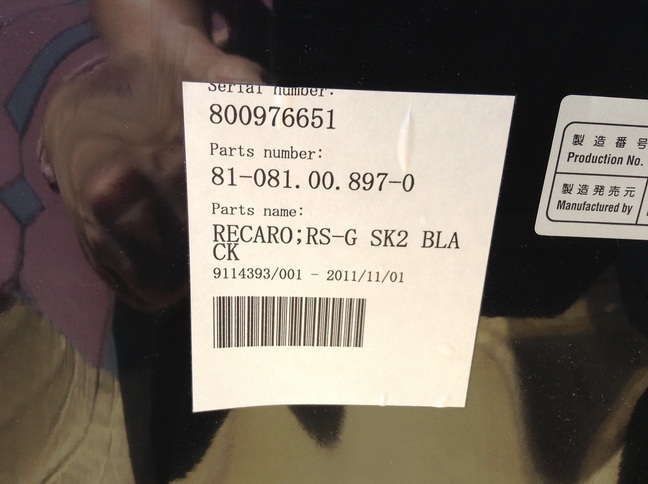 Serial number:
800976651
Parts number:
81-081.00.897-0
Parts name:
RECARO;RS-G SK2 BLA
CK
9114393/001 - 2011/11/01
製造番号
Production No.
製造発売元
Manufactured by